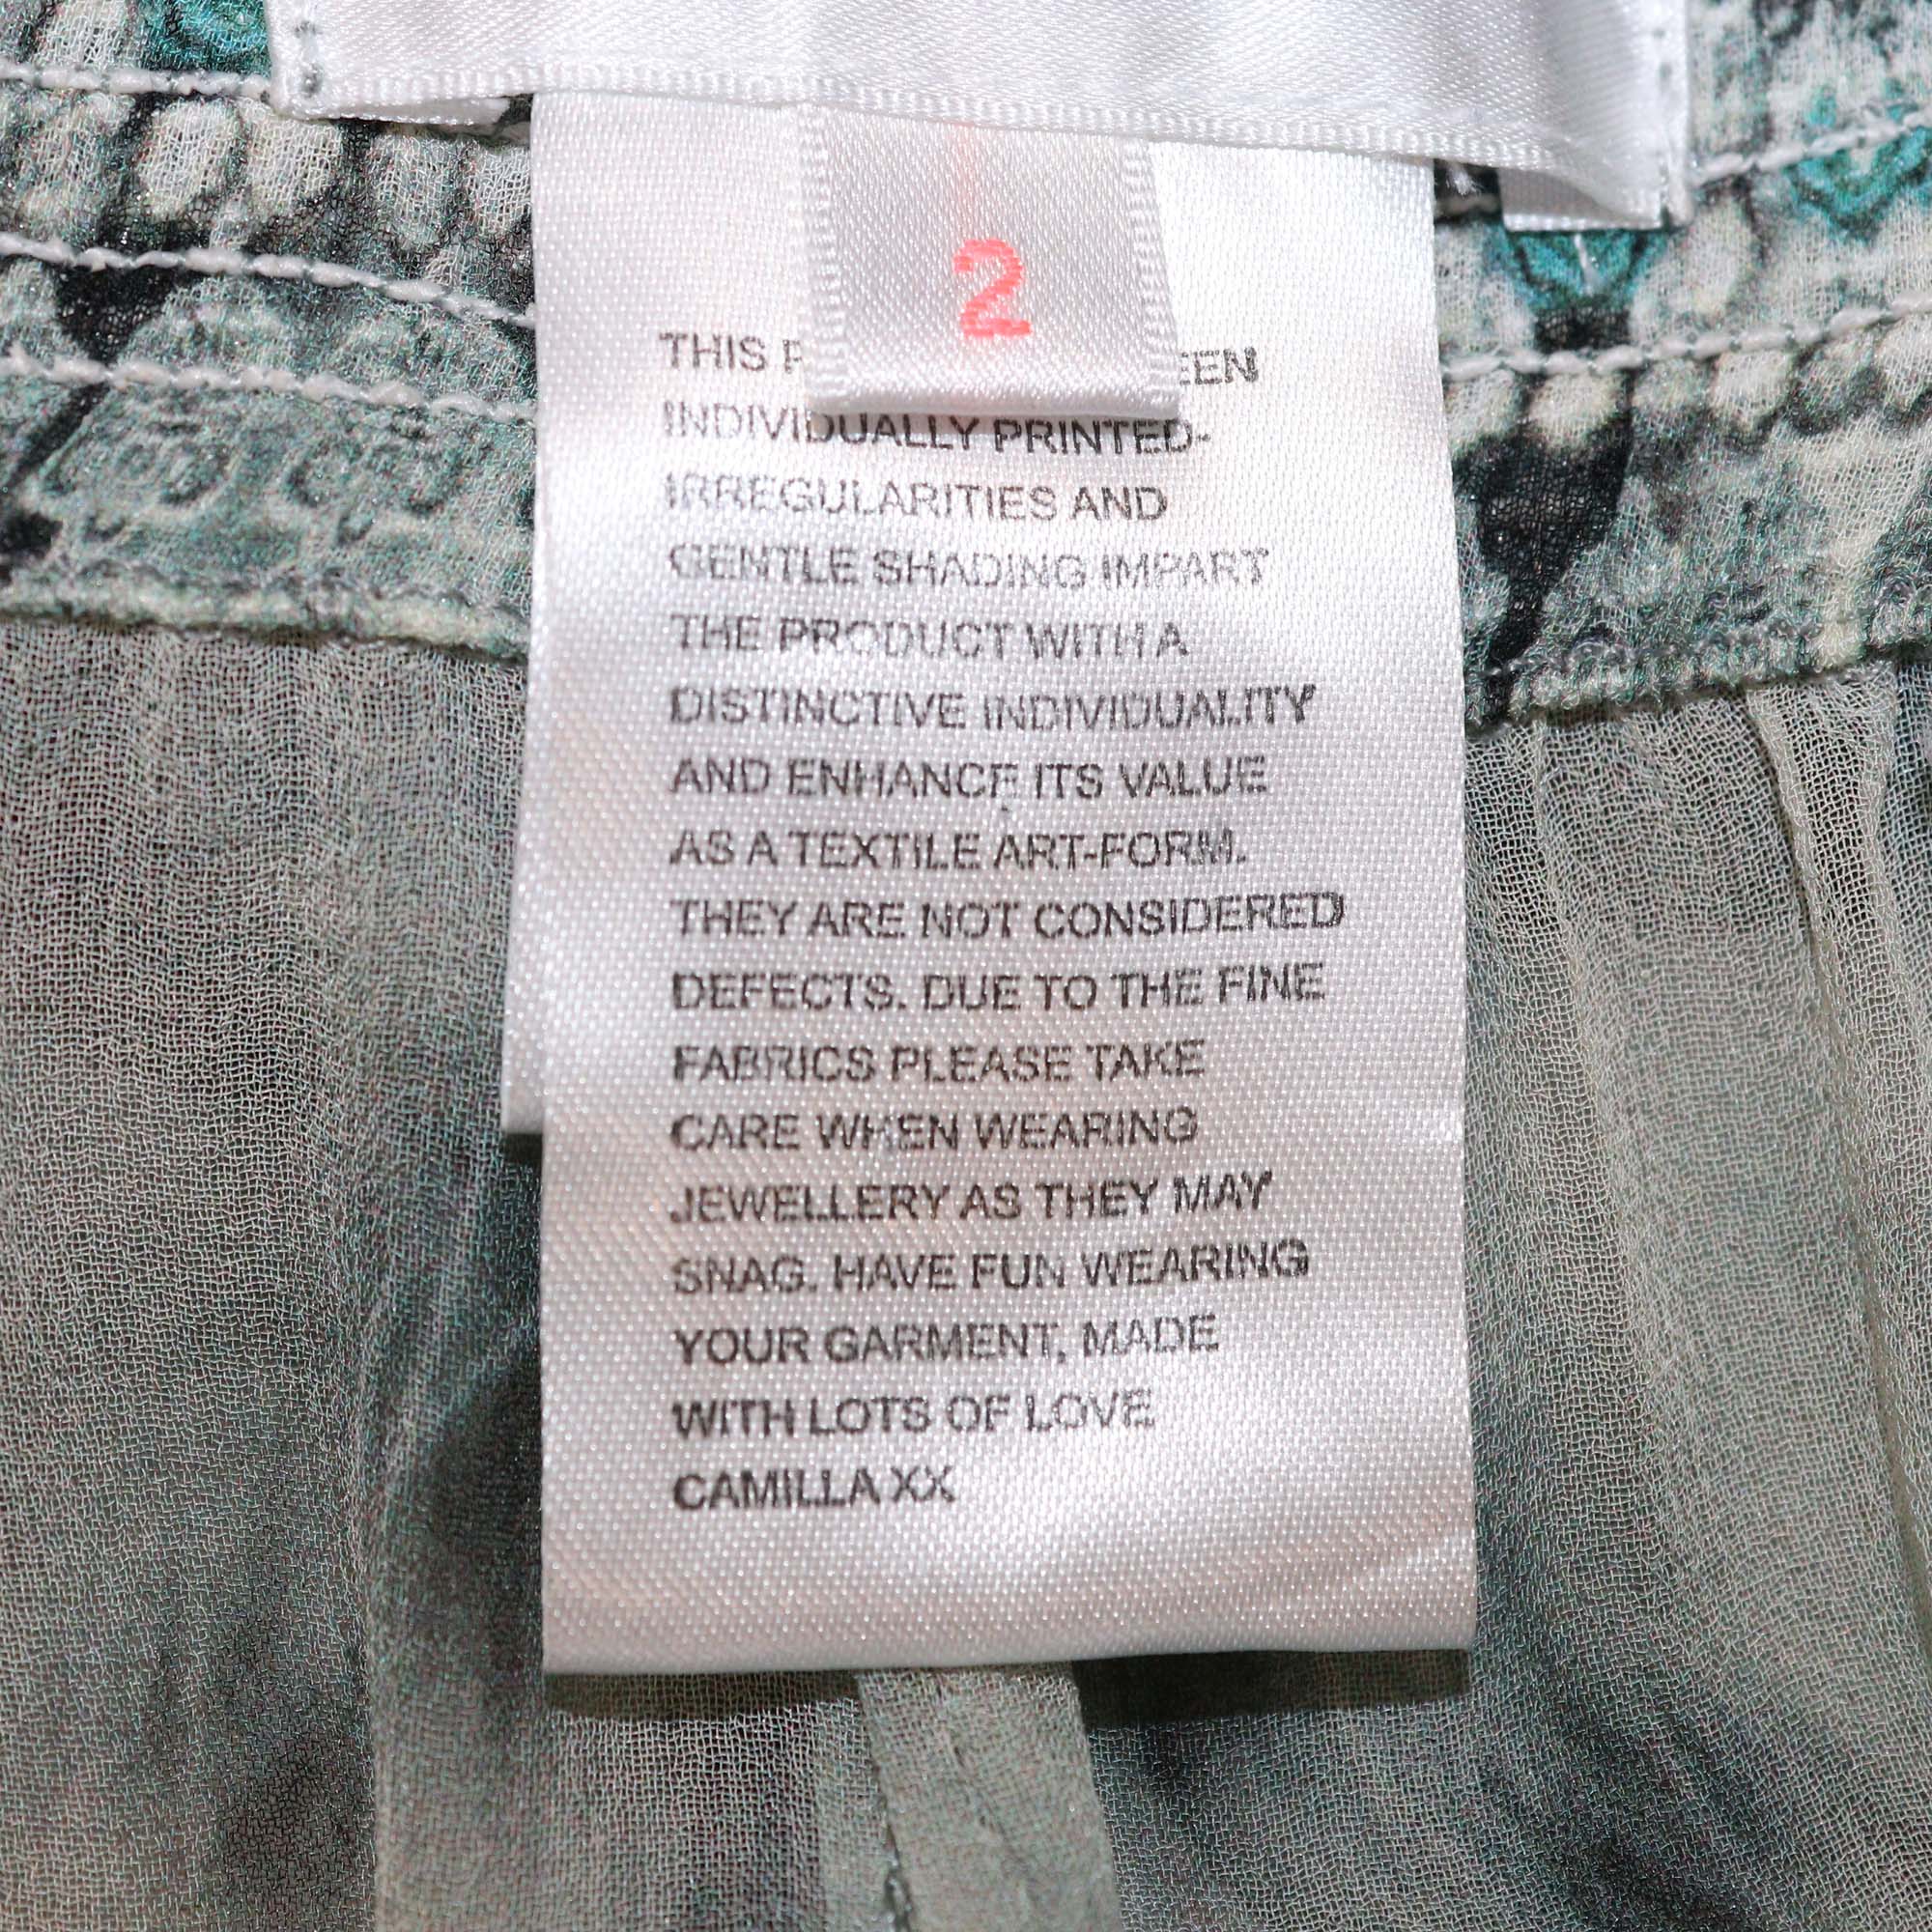 2
THIS
INDIVIDUALLY PRINTED-
IRREGULARITIES AND
GENTLE SHADING IMPART
THE PRODUCT WITH A
DISTINCTIVE INDIVIDUALITY
AND ENHANCE ITS VALUE
AS A TEXTILE ART-FORM.
THEY ARE NOT CONSIDERED
DEFECTS. DUE TO THE FINE
FABRICS PLEASE TAKE
CARE WHEN WEARING
JEWELLERY AS THEY MAY
SNAG. HAVE FUN WEARING
YOUR GARMENT, MADE
WITH LOTS OF LOVE
CAMILLA XX